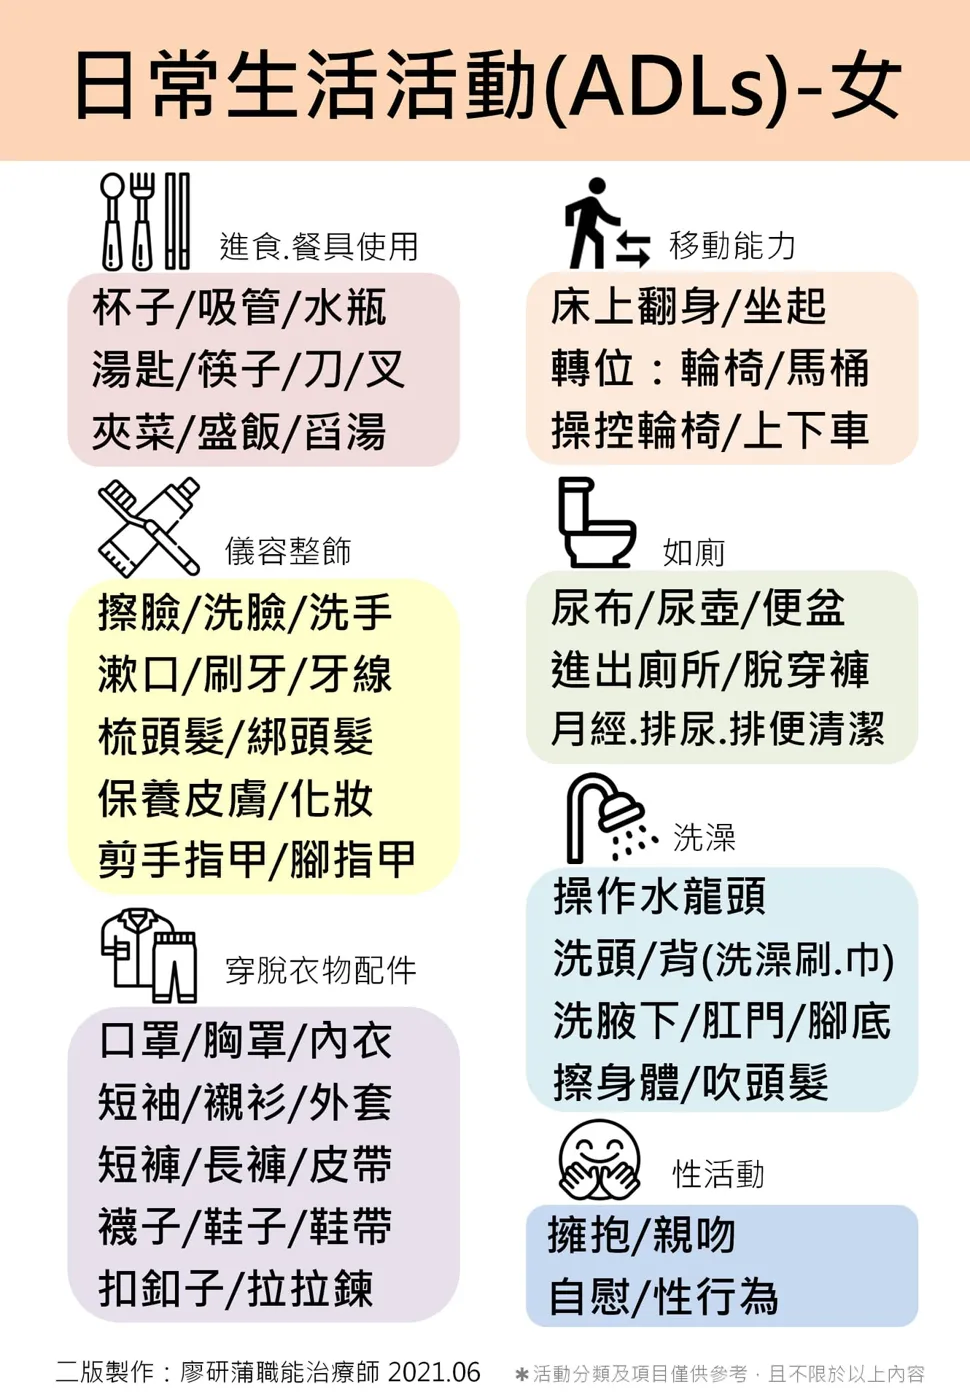 日常生活活動(ADLs)-女
進食.餐具使用
杯子/吸管/水瓶
湯匙/筷子/刀/叉
夾菜/盛飯/舀湯
儀容整飾
擦臉/洗臉/洗手
漱口/刷牙/牙線
梳頭髮/綁頭髮
保養皮膚/化妝
剪手指甲/腳指甲
穿脫衣物配件
口罩/胸罩/內衣
短袖/襯衫/外套
短褲/長褲/皮帶
襪子/鞋子/鞋帶
扣釦子/拉拉鍊
移動能力
床上翻身/坐起
轉位：輪椅/馬桶
操控輪椅/上下車
如廁
尿布/尿壺/便盆
進出廁所/脫穿褲
月經.排尿.排便清潔
洗澡
操作水龍頭
洗頭/背(洗澡刷.巾)
洗腋下/肛門/腳底
擦身體/吹頭髮
性活動
擁抱/親吻
自慰/性行為
二版製作：廖研蒲職能治療師 2021.06
＊活動分類及項目僅供參考，且不限於以上內容